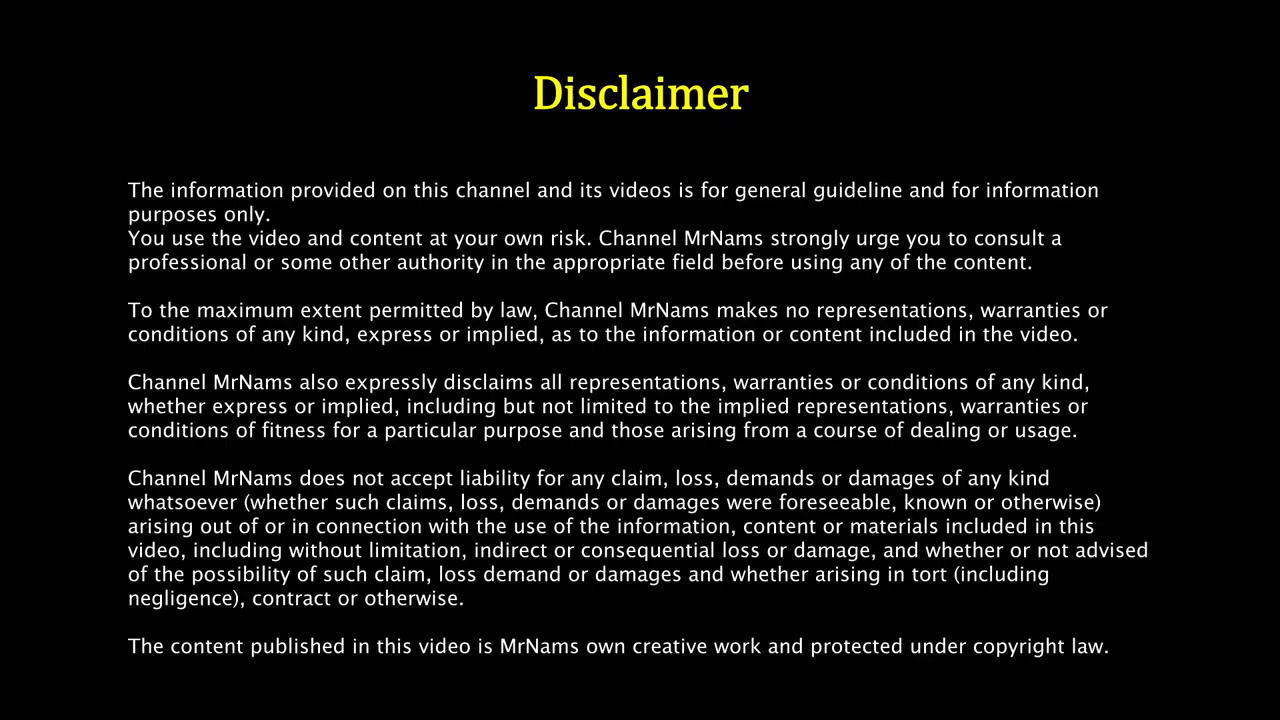 Disclaimer
The information provided on this channel and its videos is for general guideline and for information
purposes only.
You use the video and content at your own risk. Channel MrNams strongly urge you to consult a
professional or some other authority in the appropriate field before using any of the content.
To the maximum extent permitted by law, Channel MrNams makes no representations, warranties or
conditions of any kind, express or implied, as to the information or content included in the video.
Channel MrNams also expressly disclaims all representations, warranties or conditions of any kind,
whether express or implied, including but not limited to the implied representations, warranties or
conditions of fitness for a particular purpose and those arising from a course of dealing or usage.
Channel MrNams does not accept liability for any claim, loss, demands or damages of any kind
whatsoever (whether such claims, loss, demands or damages were foreseeable, known or otherwise)
arising out of or in connection with the use of the information, content or materials included in this
video, including without limitation, indirect or consequential loss or damage, and whether or not advised
of the possibility of such claim, loss demand or damages and whether arising in tort (including
negligence), contract or otherwise.
The content published in this video is MrNams own creative work and protected under copyright law.